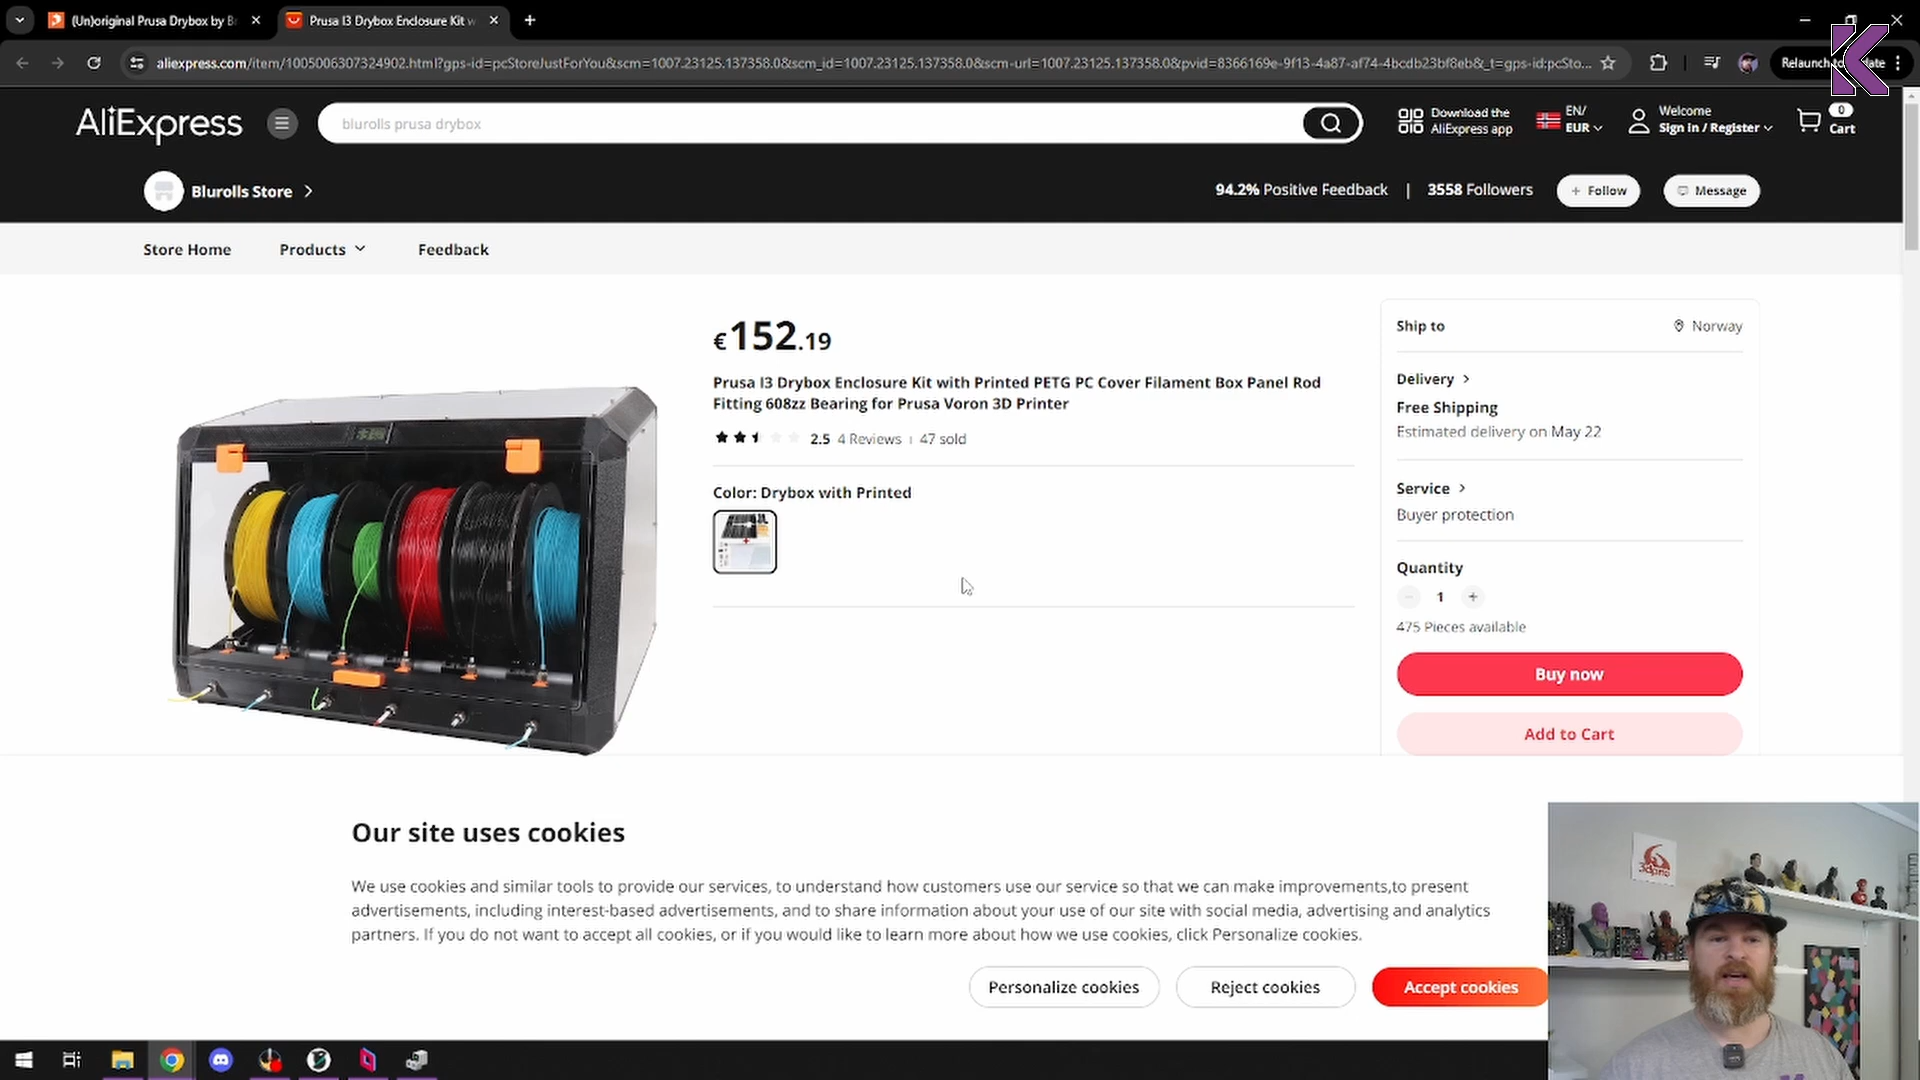 (Un)original Prusa Drybox by B
Prusa I3 Drybox Enclosure Kit w
aliexpress.com/item/1005006307324902.html?gps-id=pcStoreJustForYou&scm=1007.23125.137358.0&scm_id=1007.23125.137358.0&scm-url=1007.23125.137358.0&pvid=8366169e-9f13-4a87-af74-4bcdb23bf8eb&_t=gps-id:pcSto...
Relaunch to
K
AliExpress
blurolls prusa drybox
Download the
AliExpress app
EN/
EUR
Welcome
Sign in / Register
0
Cart
Blurolls Store >
94.2% Positive Feedback | 3558 Followers
+ Follow
Message
Store Home
Products
Feedback
€152.19
Prusa I3 Drybox Enclosure Kit with Printed PETG PC Cover Filament Box Panel Rod
Fitting 608zz Bearing for Prusa Voron 3D Printer
2.5 4 Reviews | 47 sold
Color: Drybox with Printed
Ship to
Norway
Delivery >
Free Shipping
Estimated delivery on May 22
Service >
Buyer protection
Quantity
1
475 Pieces available
Buy now
Add to Cart
Our site uses cookies
We use cookies and similar tools to provide our services, to understand how customers use our service so that we can make improvements,to present
advertisements, including interest-based advertisements, and to share information about your use of our site with social media, advertising and analytics
partners. If you do not want to accept all cookies, or if you would like to learn more about how we use cookies, click Personalize cookies.
Personalize cookies
Reject cookies
Accept cookies